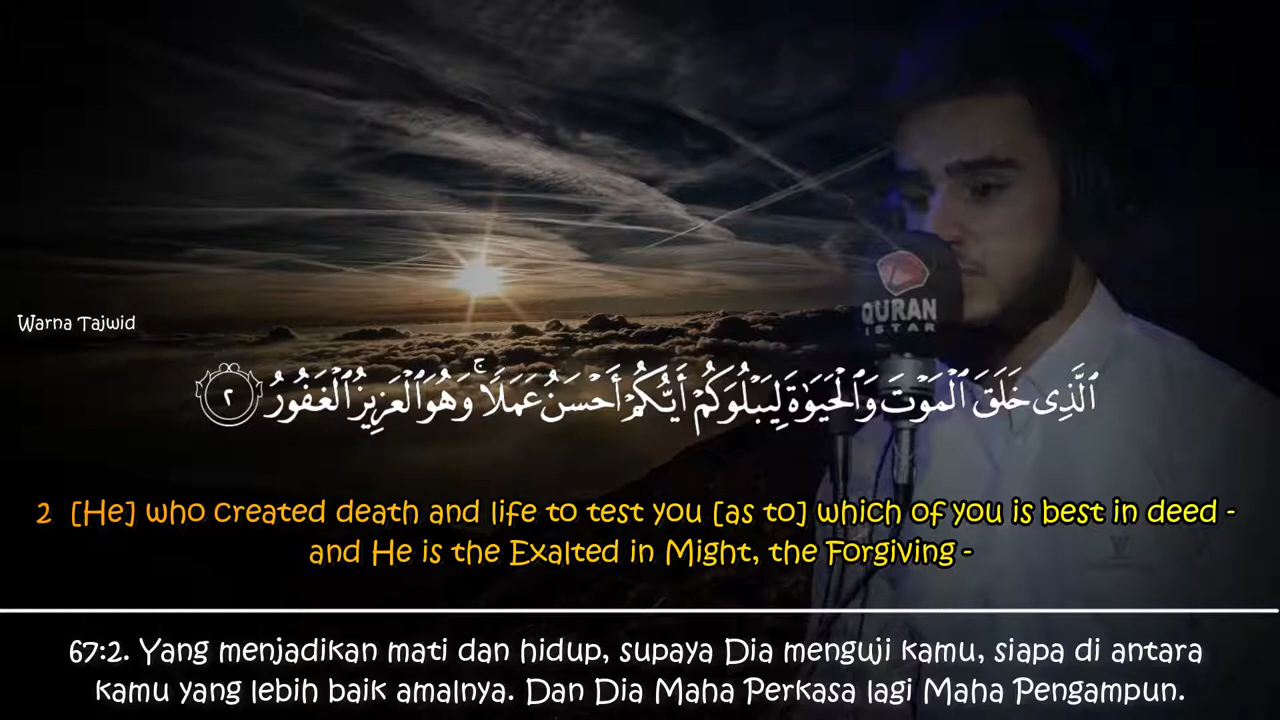 QURAN
ISTAR
Warna Tajwid
ٱلَّذِى خَلَقَ ٱلْمَوْتَ وَٱلْحَيَوٰةَ لِيَبْلُوَكُمْ أَيُّكُمْ أَحْسَنُ عَمَلًا ۚ وَهُوَ ٱلْعَزِيزُ ٱلْغَفُورُ ٢
2 [He] who created death and life to test you [as to] which of you is best in deed -
and He is the Exalted in Might, the Forgiving -
67:2. Yang menjadikan mati dan hidup, supaya Dia menguji kamu, siapa di antara
kamu yang lebih baik amalnya. Dan Dia Maha Perkasa lagi Maha Pengampun.